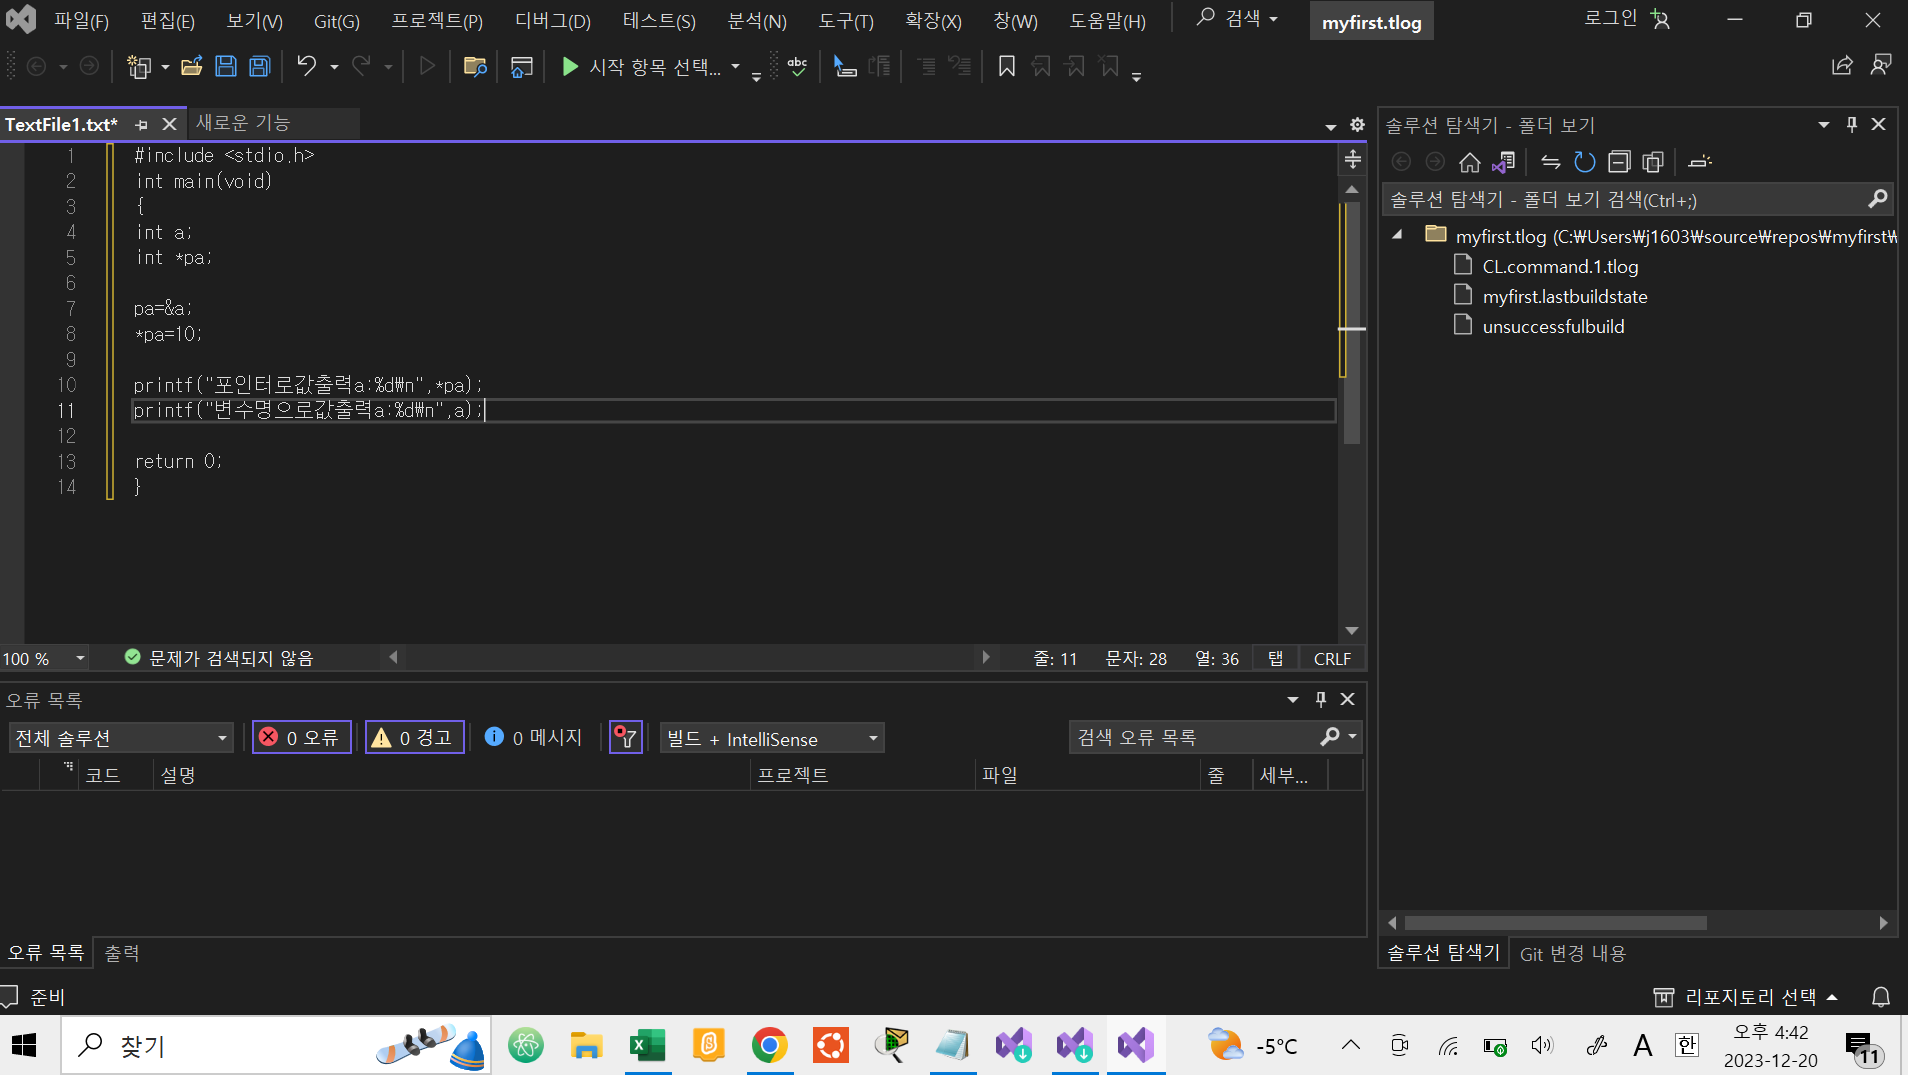 파일(F) 편집(E) 보기(V) Git(G) 프로젝트(P) 디버그(D) 테스트(S) 분석(N) 도구(T) 확장(X) 창(W) 도움말(H) 검색 myfirst.tlog 로그인
시작 항목 선택... abc
TextFile1.txt* 새로운 기능
1 #include <stdio.h>
2 int main(void)
3 {
4 int a;
5 int *pa;
6
7 pa=&a;
8 *pa=10;
9
10 printf("포인터로값출력a:%d₩n",*pa);
11 printf("변수명으로값출력a:%d₩n",a);
12
13 return 0;
14 }
100 % 문제가 검색되지 않음 줄: 11 문자: 28 열: 36 탭 CRLF
솔루션 탐색기 - 폴더 보기
솔루션 탐색기 - 폴더 보기 검색(Ctrl+;)
myfirst.tlog (C:₩Users₩j1603₩source₩repos₩myfirst₩
CL.command.1.tlog
myfirst.lastbuildstate
unsuccessfulbuild
오류 목록
전체 솔루션 0 오류 0 경고 0 메시지 빌드 + IntelliSense 검색 오류 목록
코드 설명 프로젝트 파일 줄 세부...
오류 목록 출력
솔루션 탐색기 Git 변경 내용
준비 리포지토리 선택
찾기 -5°C A 한 오후 4:42
2023-12-20 11